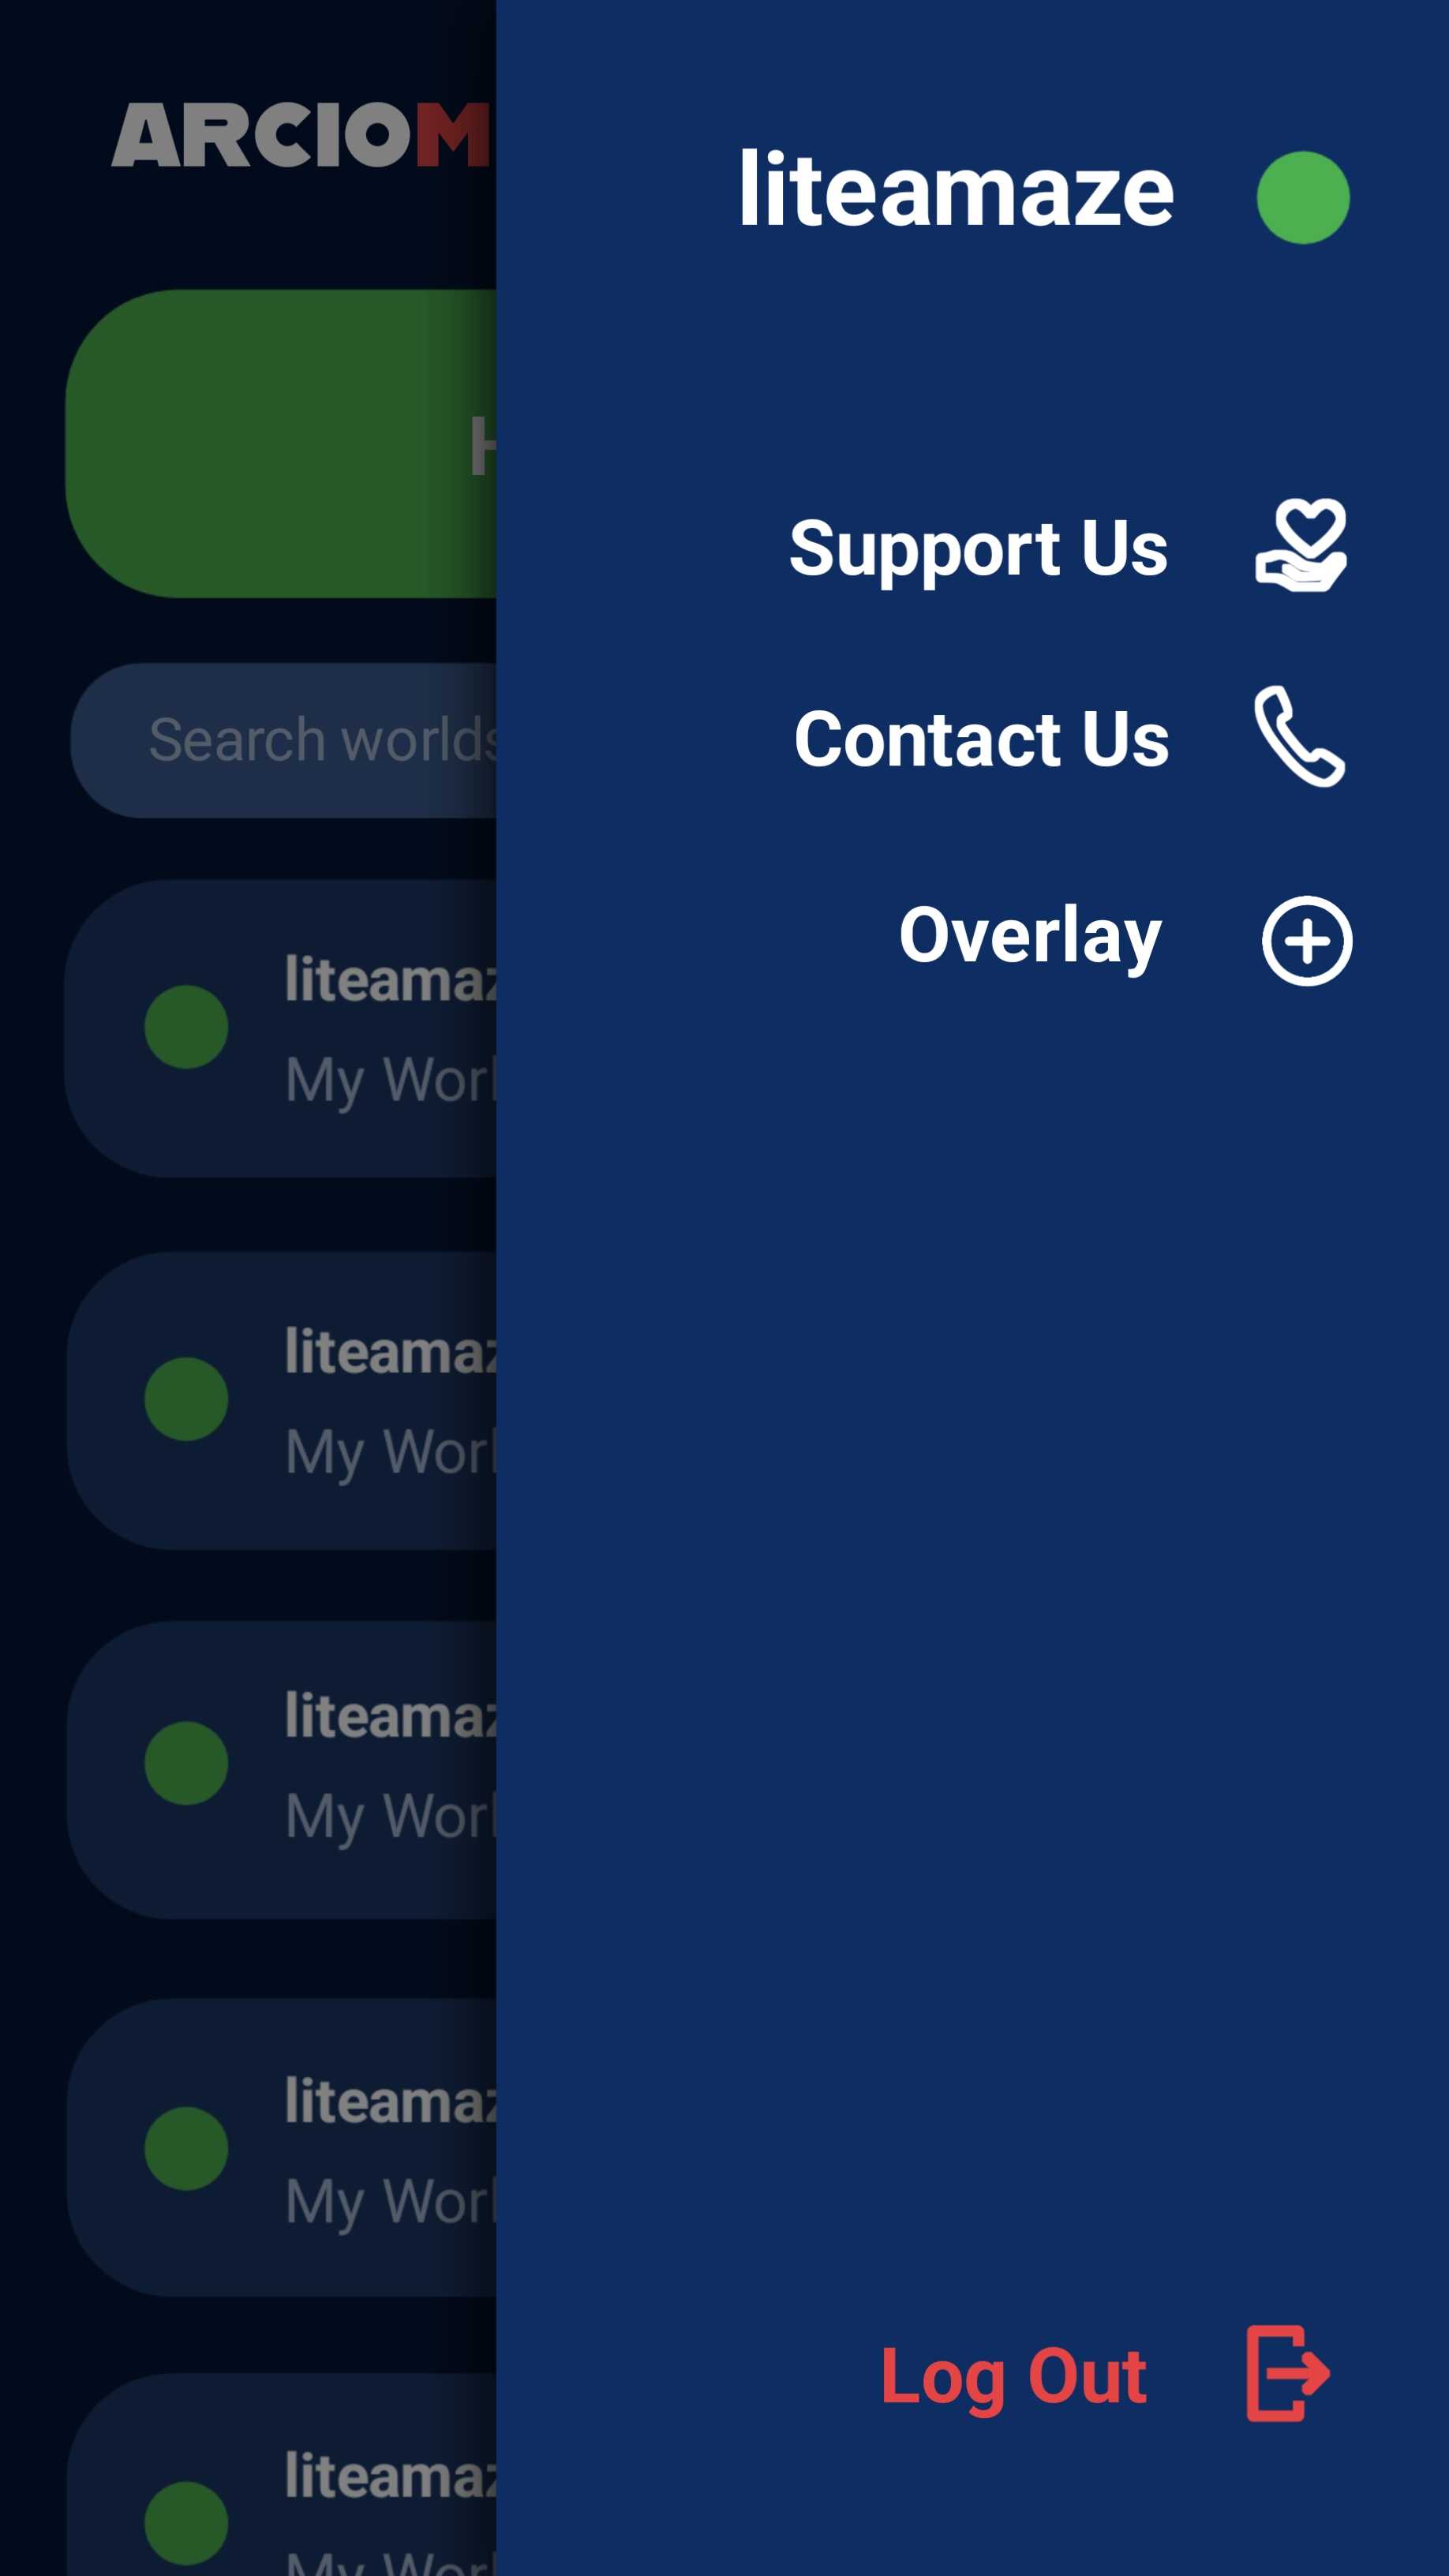 ARCIOM
liteamaze
H
Support Us
Search worlds
Contact Us
Overlay
liteamaz
My Worl
liteamaz
My Worl
liteamaz
My Worl
liteamaz
My Worl
Log Out
liteamaz
My Worl